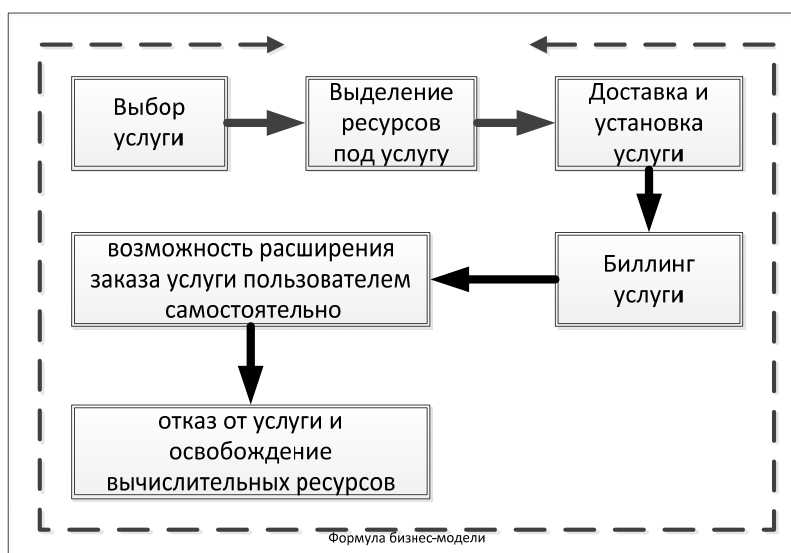 Выбор
услуги
Выделение
ресурсов
под услугу
Доставка и
установка
услуги
Биллинг
услуги
возможность расширения
заказа услуги пользователем
самостоятельно
отказ от услуги и
освобождение
вычислительных ресурсов
Формула бизнес-модели